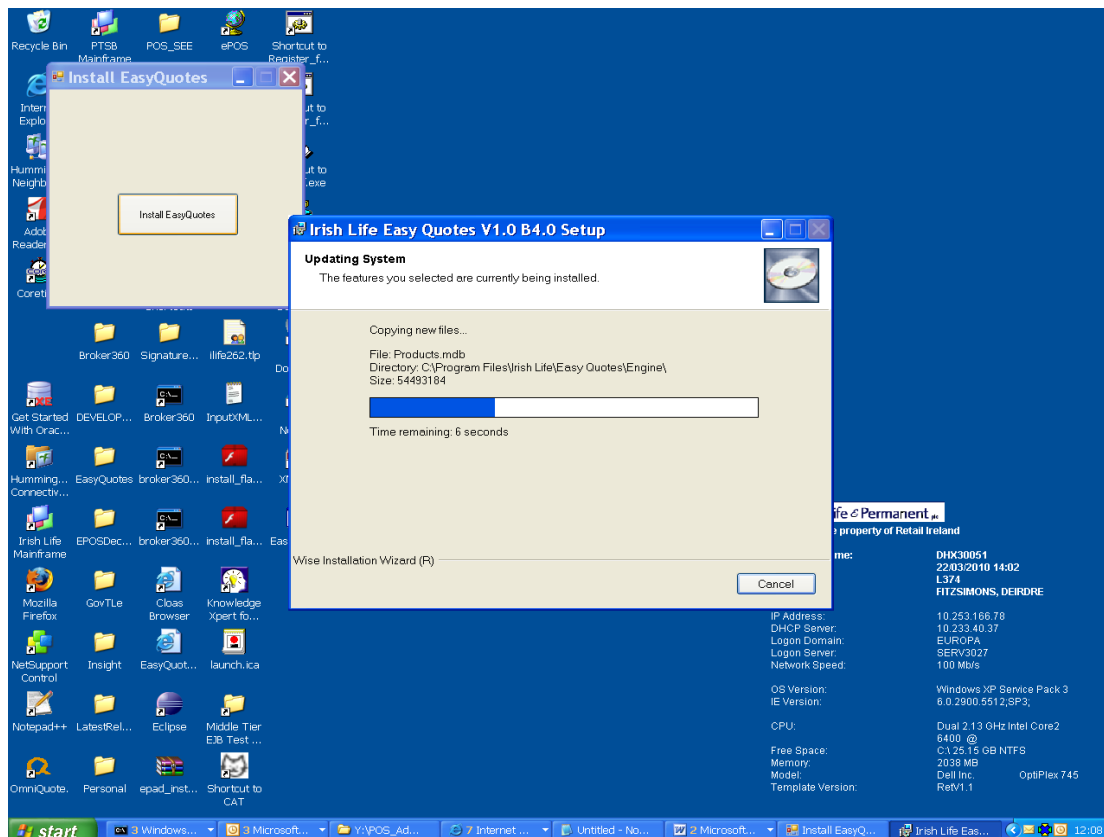 Recycle Bin
PTSB Mainframe
POS_SEE
ePOS
Shortcut to Register_f...
Install EasyQuotes
Install EasyQuotes
Irish Life Easy Quotes V1.0 B4.0 Setup
Updating System
The features you selected are currently being installed.
Copying new files...
File: Products.mdb
Directory: C:\Program Files\Irish Life\Easy Quotes\Engine\
Size: 54493184
Time remaining: 6 seconds
Wise Installation Wizard (R)
Cancel
Broker360
Signature...
ilife262.tlp
Get Started With Orac...
DEVELOP...
Broker360
InputXML...
Humming... Connectiv...
EasyQuotes
broker360...
install_fla...
Irish Life Mainframe
EPOSDec...
broker360...
install_fla...
Mozilla Firefox
GovTLe
Cloas Browser
Knowledge Xpert fo...
NetSupport Control
Insight
EasyQuot...
launch.ica
Notepad++
LatestRel...
Eclipse
Middle Tier EJB Test ...
OmniQuote.
Personal
epad_inst...
Shortcut to CAT
ife & Permanent plc
property of Retail Ireland
me: DHX30051
22/03/2010 14:02
L374
FITZSIMONS, DEIRDRE
IP Address: 10.253.166.78
DHCP Server: 10.233.40.37
Logon Domain: EUROPA
Logon Server: SERV3027
Network Speed: 100 Mb/s
OS Version: Windows XP Service Pack 3
IE Version: 6.0.2900.5512;SP3;
CPU: Dual 2.13 GHz Intel Core2
6400 @
Free Space: C:\ 25.15 GB NTFS
Memory: 2038 MB
Model: Dell Inc. OptiPlex 745
Template Version: RetV1.1
start
3 Windows...
3 Microsoft...
Y:\POS_Ad...
7 Internet ...
Untitled - No...
2 Microsoft...
Install EasyQ...
Irish Life Eas...
12:08